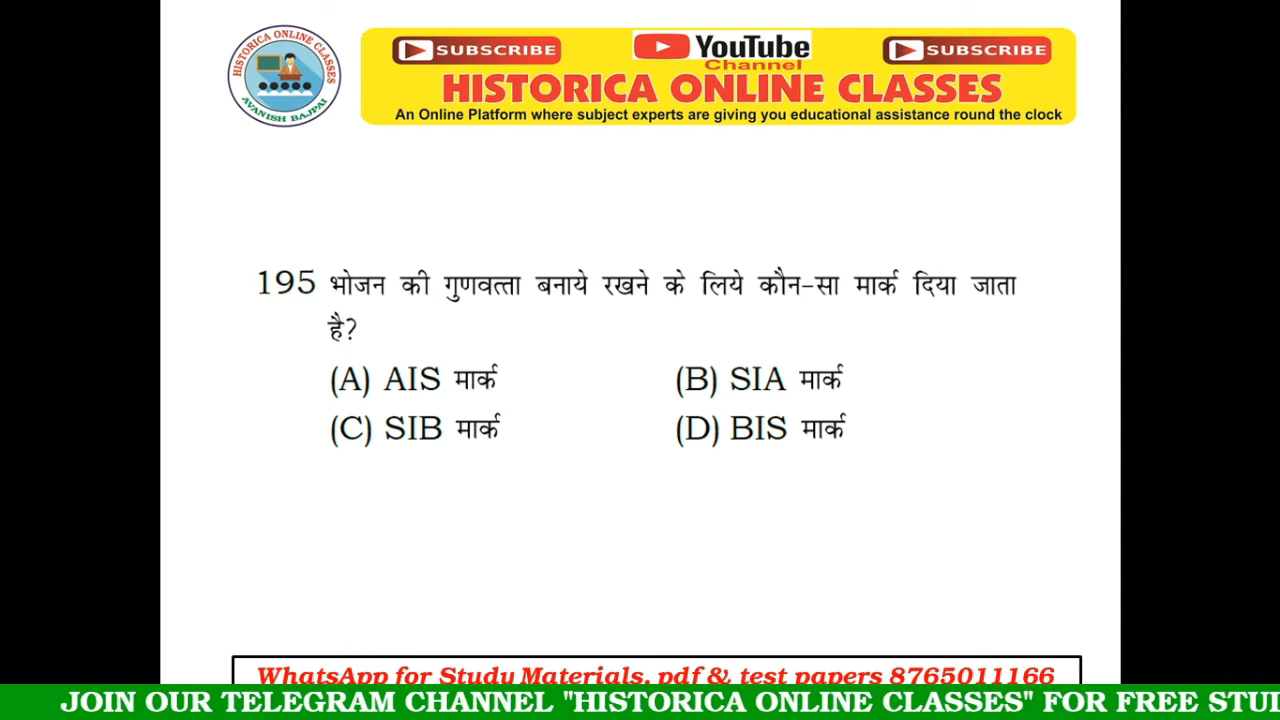 HISTORICA ONLINE CLASSES
AVANISH BAJPAI
SUBSCRIBE
YouTube
Channel
SUBSCRIBE
HISTORICA ONLINE CLASSES
An Online Platform where subject experts are giving you educational assistance round the clock
195 भोजन की गुणवत्ता बनाये रखने के लिये कौन-सा मार्क दिया जाता
है?
(A) AIS मार्क (B) SIA मार्क
(C) SIB मार्क (D) BIS मार्क
WhatsApp for Study Materials, pdf & test papers 8765011166
JOIN OUR TELEGRAM CHANNEL "HISTORICA ONLINE CLASSES" FOR FREE STU